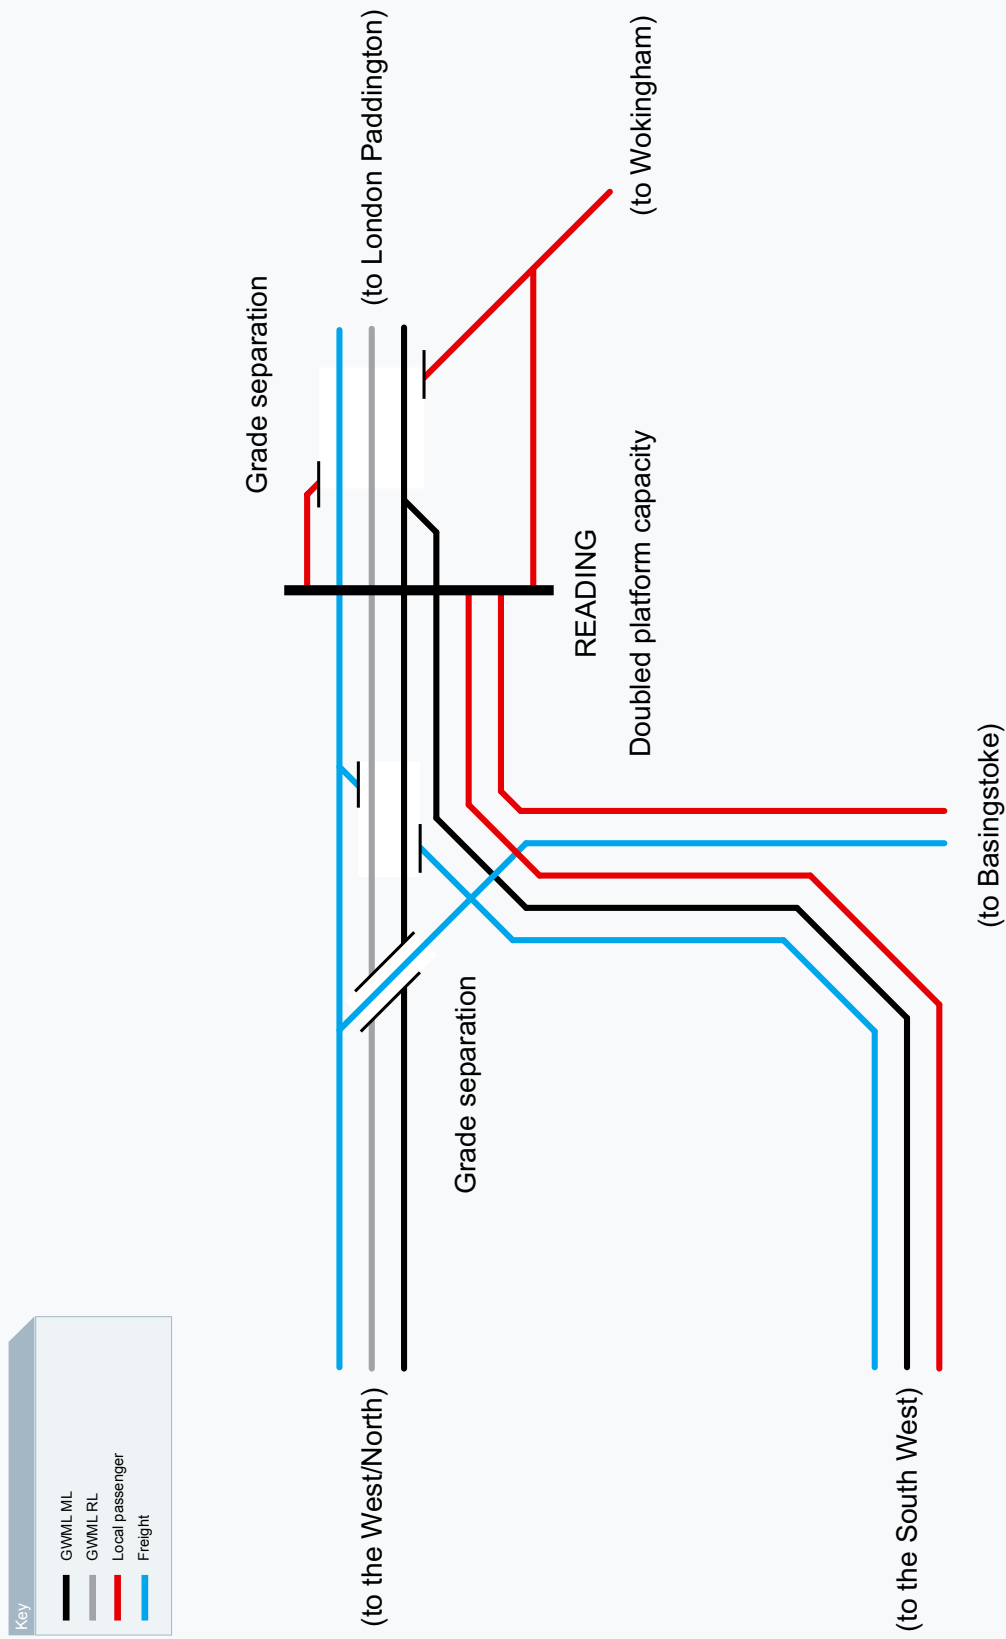 Key
GWML ML
GWML RL
Local passenger
Freight
(to the West/North)
Grade separation
(to London Paddington)
Grade separation
READING
Doubled platform capacity
(to Wokingham)
(to the South West)
(to Basingstoke)